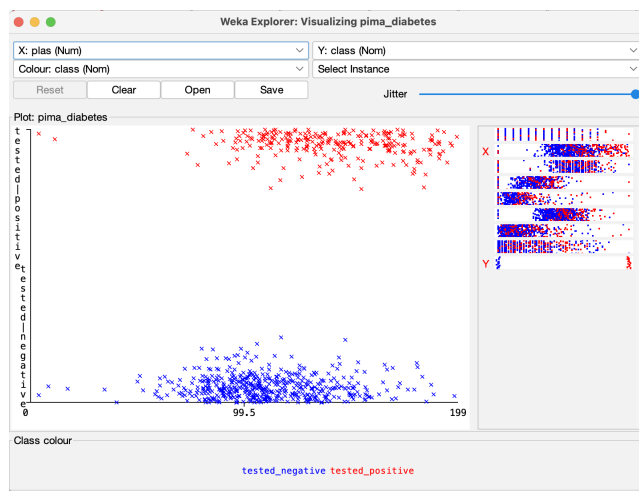 Weka Explorer: Visualizing pima_diabetes
X: plas (Num)
Y: class (Nom)
Colour: class (Nom)
Select Instance
Reset
Clear
Open
Save
Jitter
Plot: pima_diabetes
tested_positive
tested_negative
0
99.5
199
X
Y
Class colour
tested_negative tested_positive